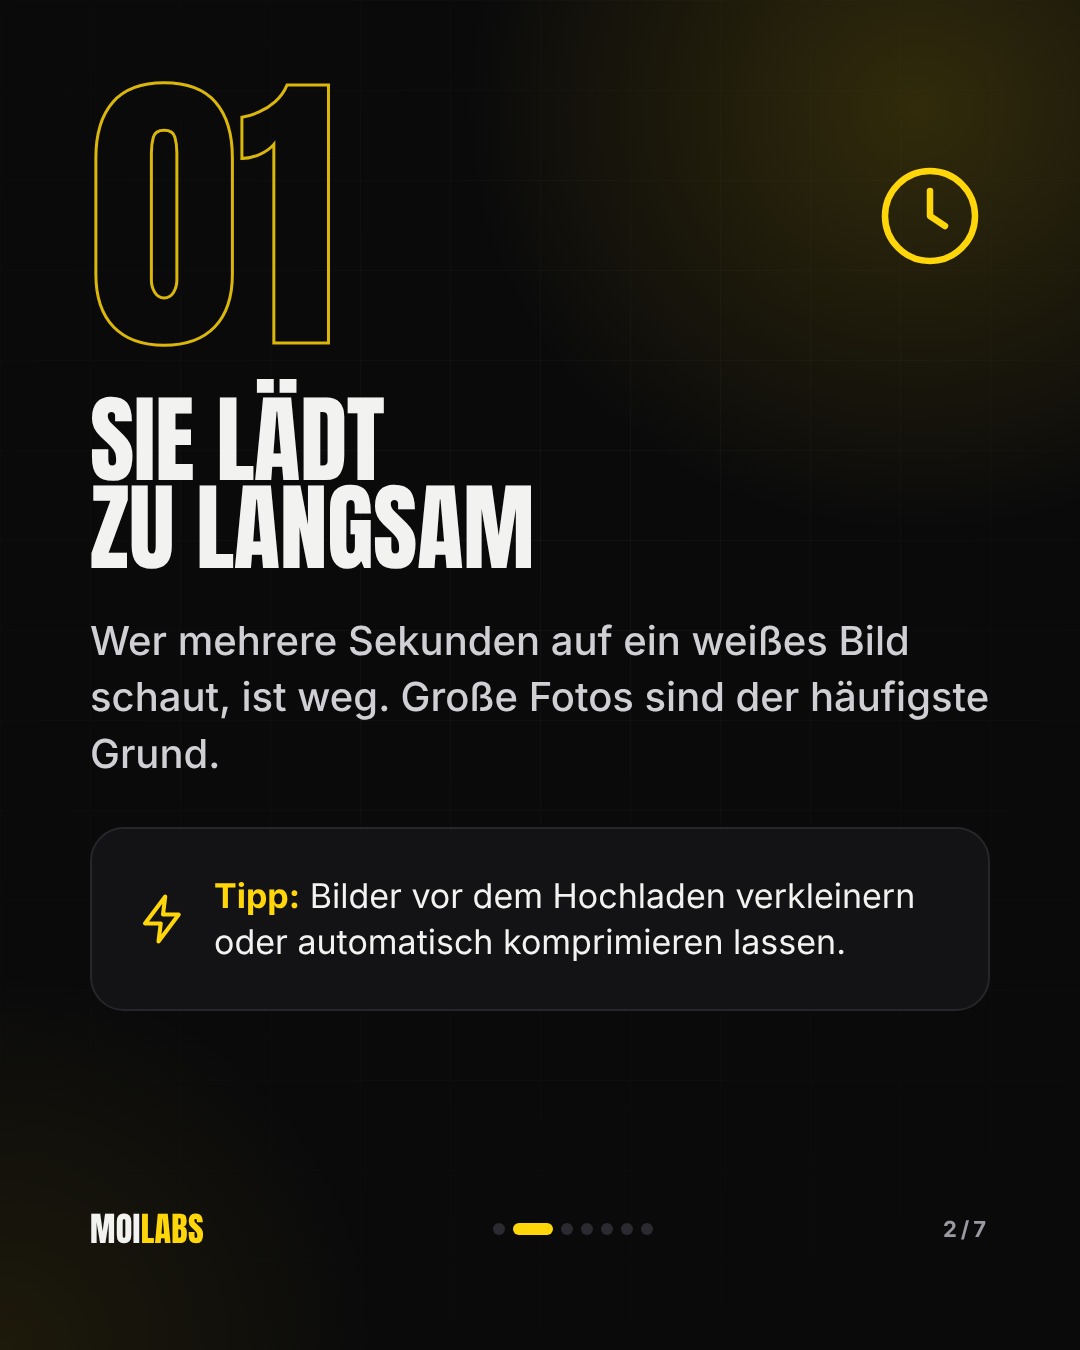 01
SIE LÄDT
ZU LANGSAM
Wer mehrere Sekunden auf ein weißes Bild
schaut, ist weg. Große Fotos sind der häufigste
Grund.
Tipp: Bilder vor dem Hochladen verkleinern
oder automatisch komprimieren lassen.
MOILABS
2/7